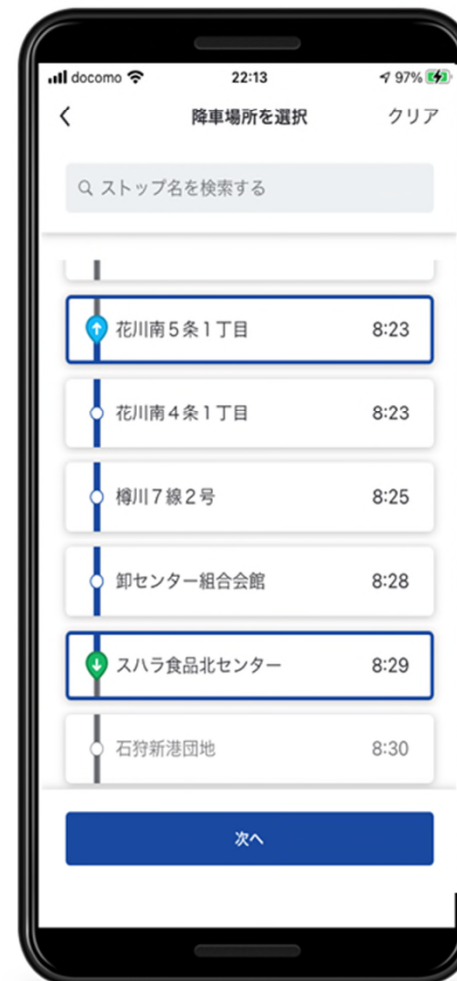 docomo 22:13 97%
降車場所を選択 クリア
ストップ名を検索する
花川南5条1丁目 8:23
花川南4条1丁目 8:23
樽川7線2号 8:25
卸センター組合会館 8:28
スハラ食品北センター 8:29
石狩新港団地 8:30
次へ